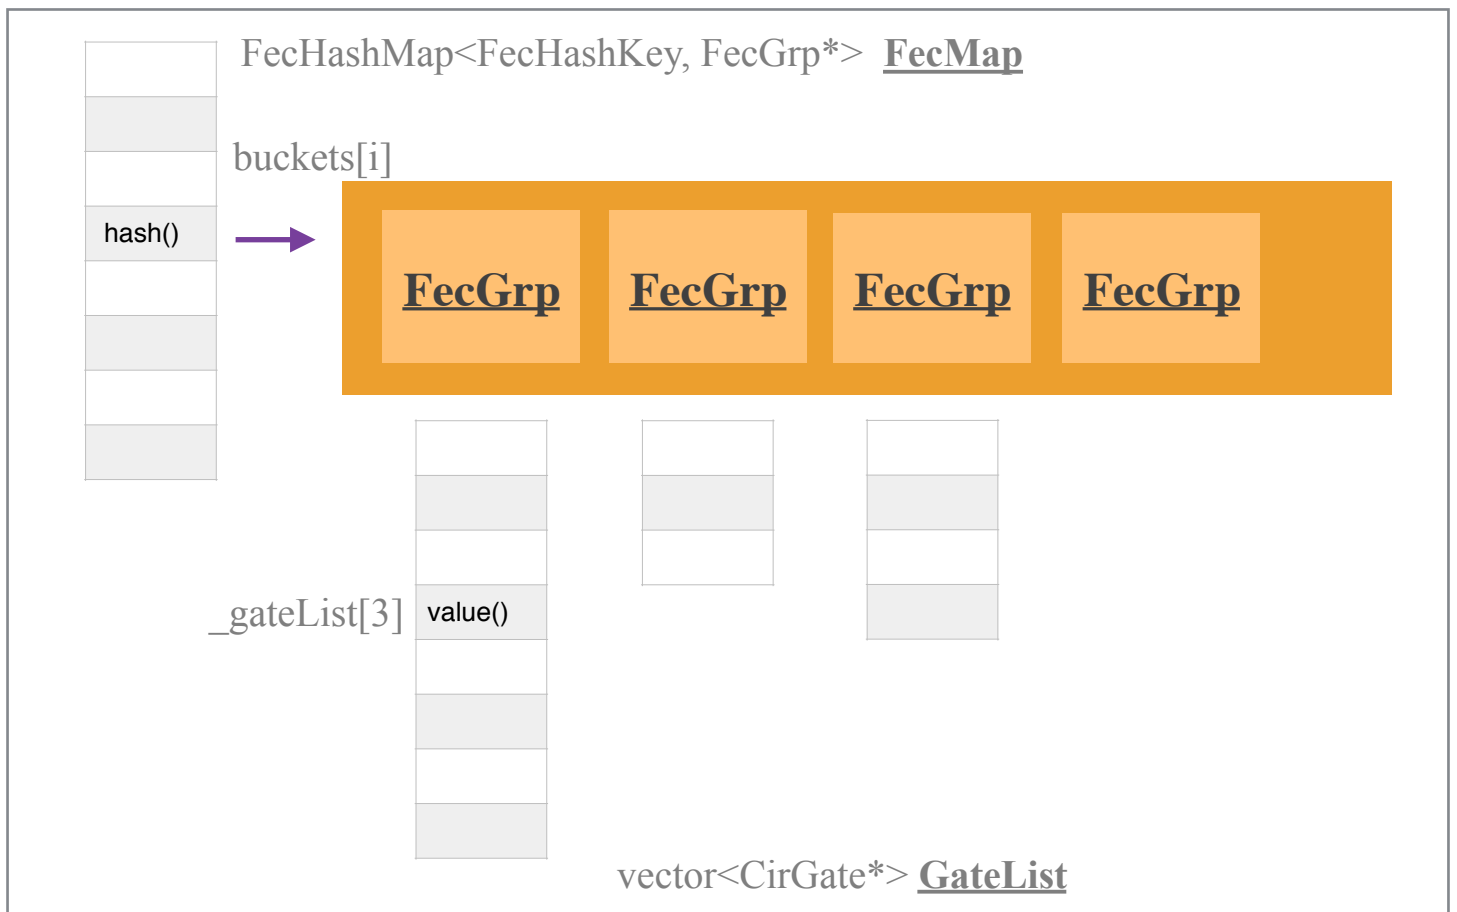 FecHashMap<FecHashKey, FecGrp*> FecMap
buckets[i]
hash()
FecGrp FecGrp FecGrp FecGrp
_gateList[3] value()
vector<CirGate*> GateList